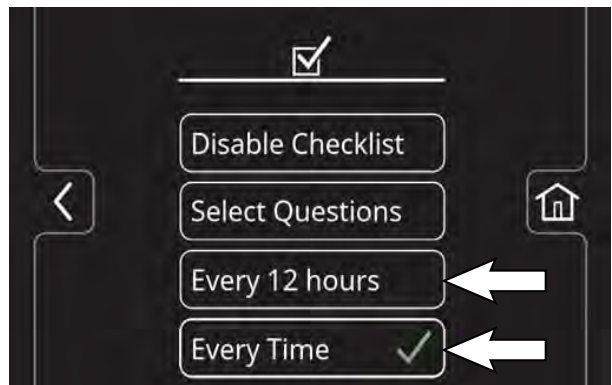 Disable Checklist
Select Questions
Every 12 hours
Every Time